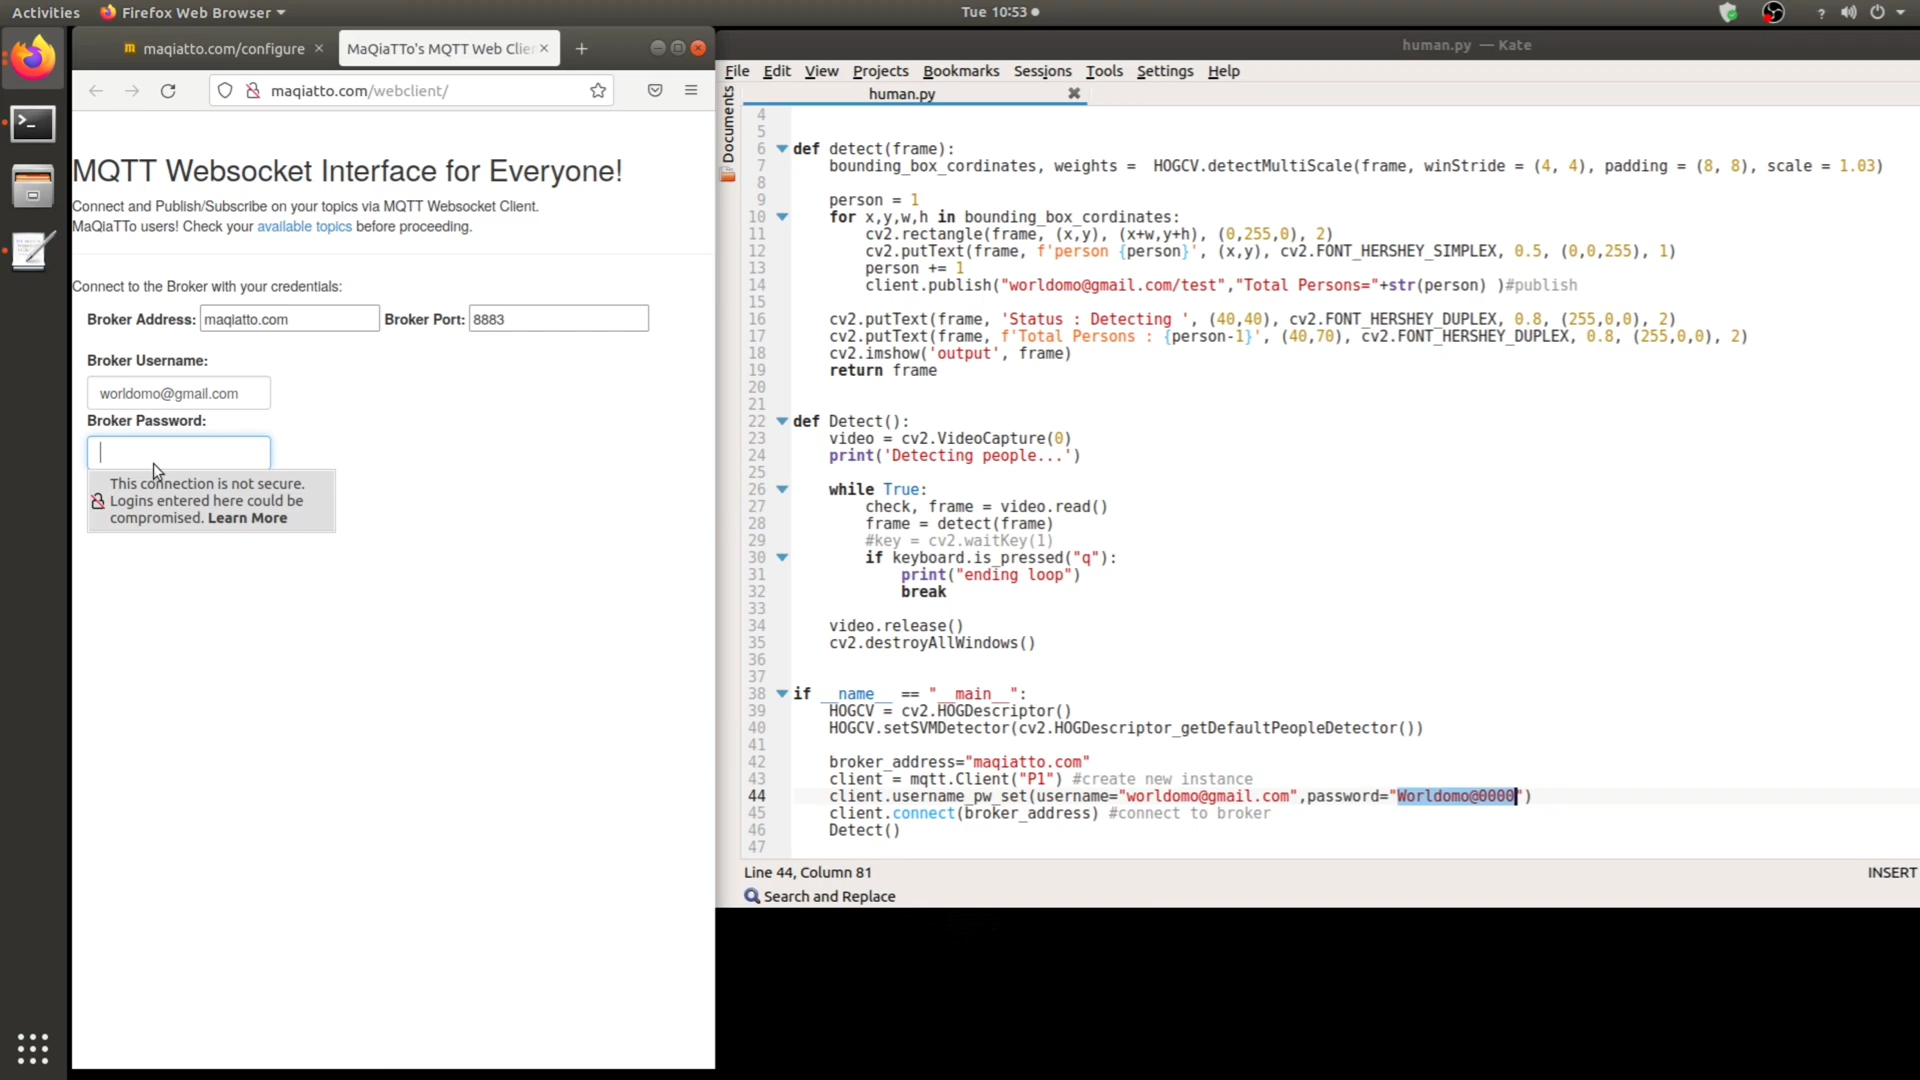 Activities
Firefox Web Browser
Tue 10:53
maqiatto.com/configure
MaQiaTTo's MQTT Web Clie
maqiatto.com/webclient/
MQTT Websocket Interface for Everyone!
Connect and Publish/Subscribe on your topics via MQTT Websocket Client.
MaQiaTTo users! Check your available topics before proceeding.
Connect to the Broker with your credentials:
Broker Address: maqiatto.com Broker Port: 8883
Broker Username:
worldomo@gmail.com
Broker Password:
This connection is not secure.
Logins entered here could be
compromised. Learn More
human.py — Kate
File Edit View Projects Bookmarks Sessions Tools Settings Help
human.py
Documents
4
5
6 def detect(frame):
7 bounding_box_cordinates, weights = HOGCV.detectMultiScale(frame, winStride = (4, 4), padding = (8, 8), scale = 1.03)
8
9 person = 1
10 for x,y,w,h in bounding_box_cordinates:
11 cv2.rectangle(frame, (x,y), (x+w,y+h), (0,255,0), 2)
12 cv2.putText(frame, f'person {person}', (x,y), cv2.FONT_HERSHEY_SIMPLEX, 0.5, (0,0,255), 1)
13 person += 1
14 client.publish("worldomo@gmail.com/test","Total Persons="+str(person) )#publish
15
16 cv2.putText(frame, 'Status : Detecting ', (40,40), cv2.FONT_HERSHEY_DUPLEX, 0.8, (255,0,0), 2)
17 cv2.putText(frame, f'Total Persons : {person-1}', (40,70), cv2.FONT_HERSHEY_DUPLEX, 0.8, (255,0,0), 2)
18 cv2.imshow('output', frame)
19 return frame
20
21
22 def Detect():
23 video = cv2.VideoCapture(0)
24 print('Detecting people...')
25
26 while True:
27 check, frame = video.read()
28 frame = detect(frame)
29 #key = cv2.waitKey(1)
30 if keyboard.is_pressed("q"):
31 print("ending loop")
32 break
33
34 video.release()
35 cv2.destroyAllWindows()
36
37
38 if __name__ == "__main__":
39 HOGCV = cv2.HOGDescriptor()
40 HOGCV.setSVMDetector(cv2.HOGDescriptor_getDefaultPeopleDetector())
41
42 broker_address="maqiatto.com"
43 client = mqtt.Client("P1") #create new instance
44 client.username_pw_set(username="worldomo@gmail.com",password="Worldomo@0000")
45 client.connect(broker_address) #connect to broker
46 Detect()
47
Line 44, Column 81
INSERT
Search and Replace